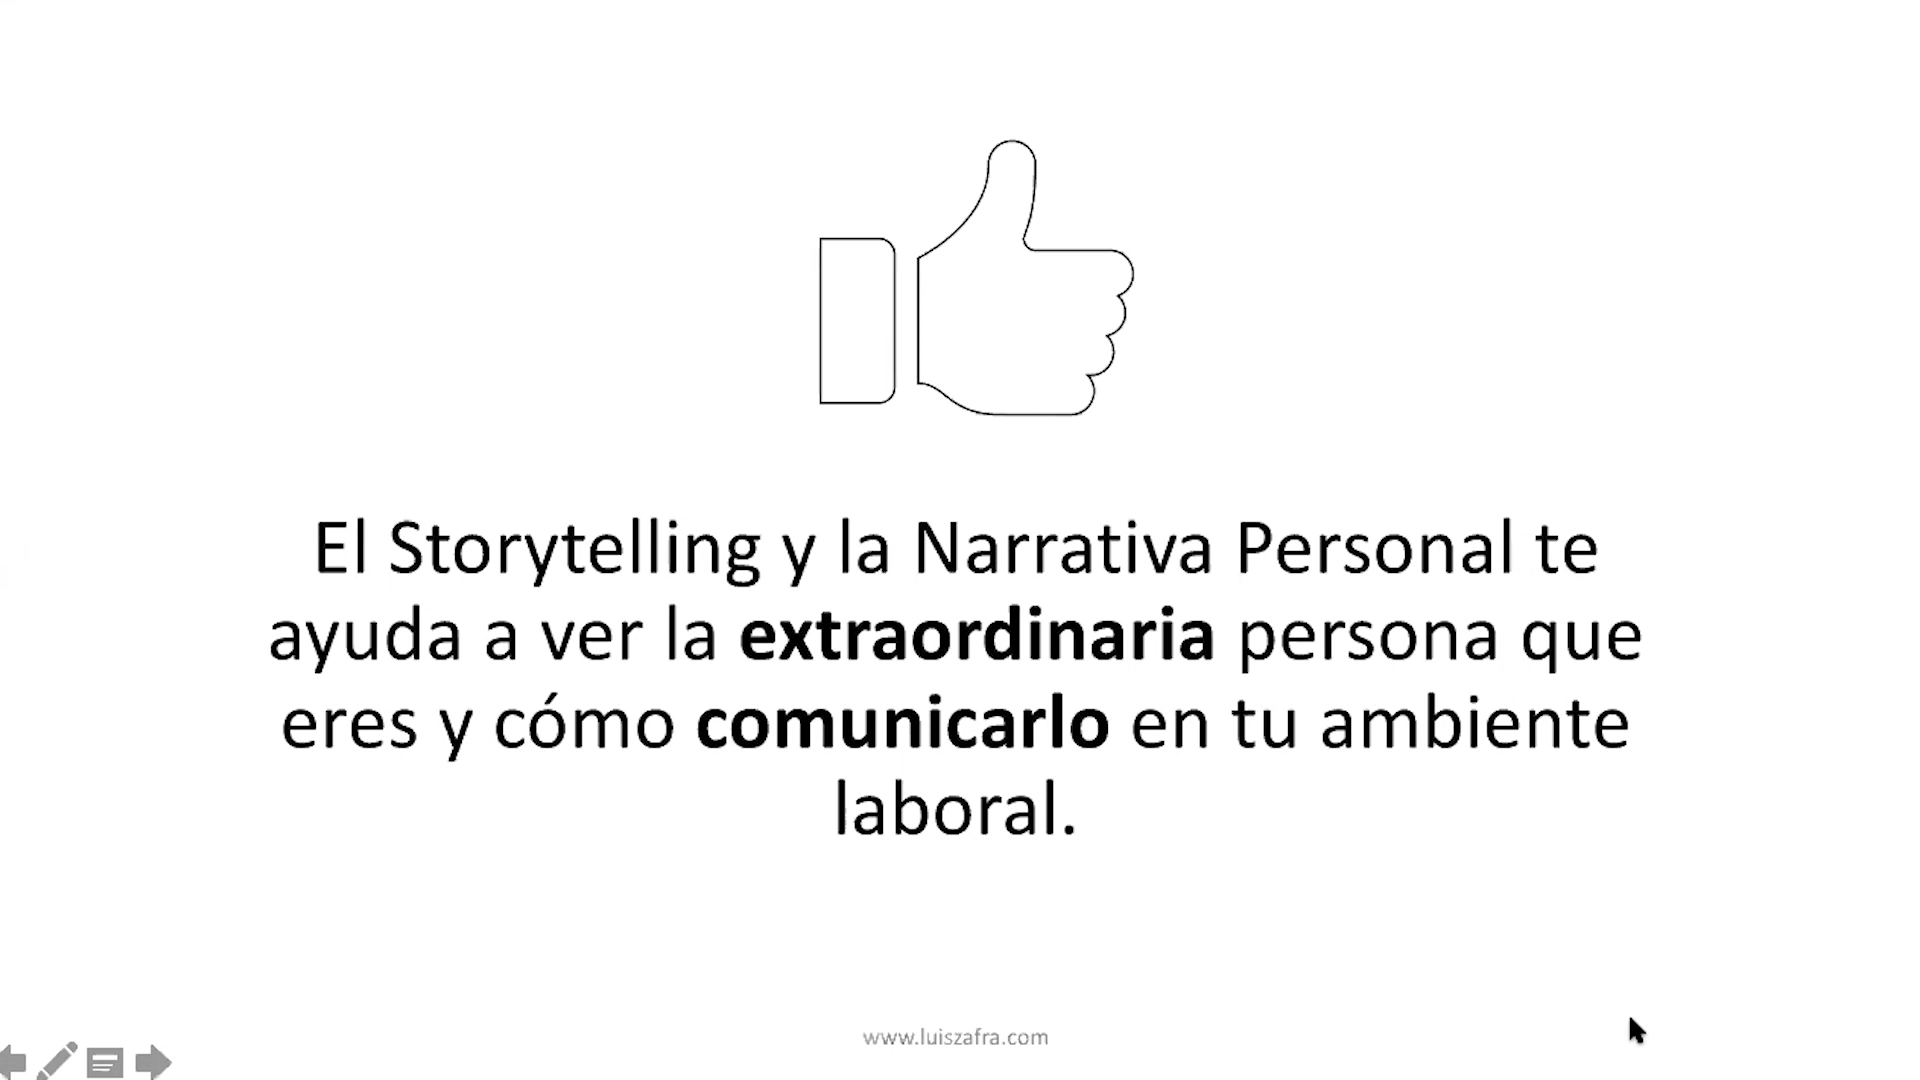 El Storytelling y la Narrativa Personal te
ayuda a ver la extraordinaria persona que
eres y cómo comunicarlo en tu ambiente
laboral.
www.luiszafra.com